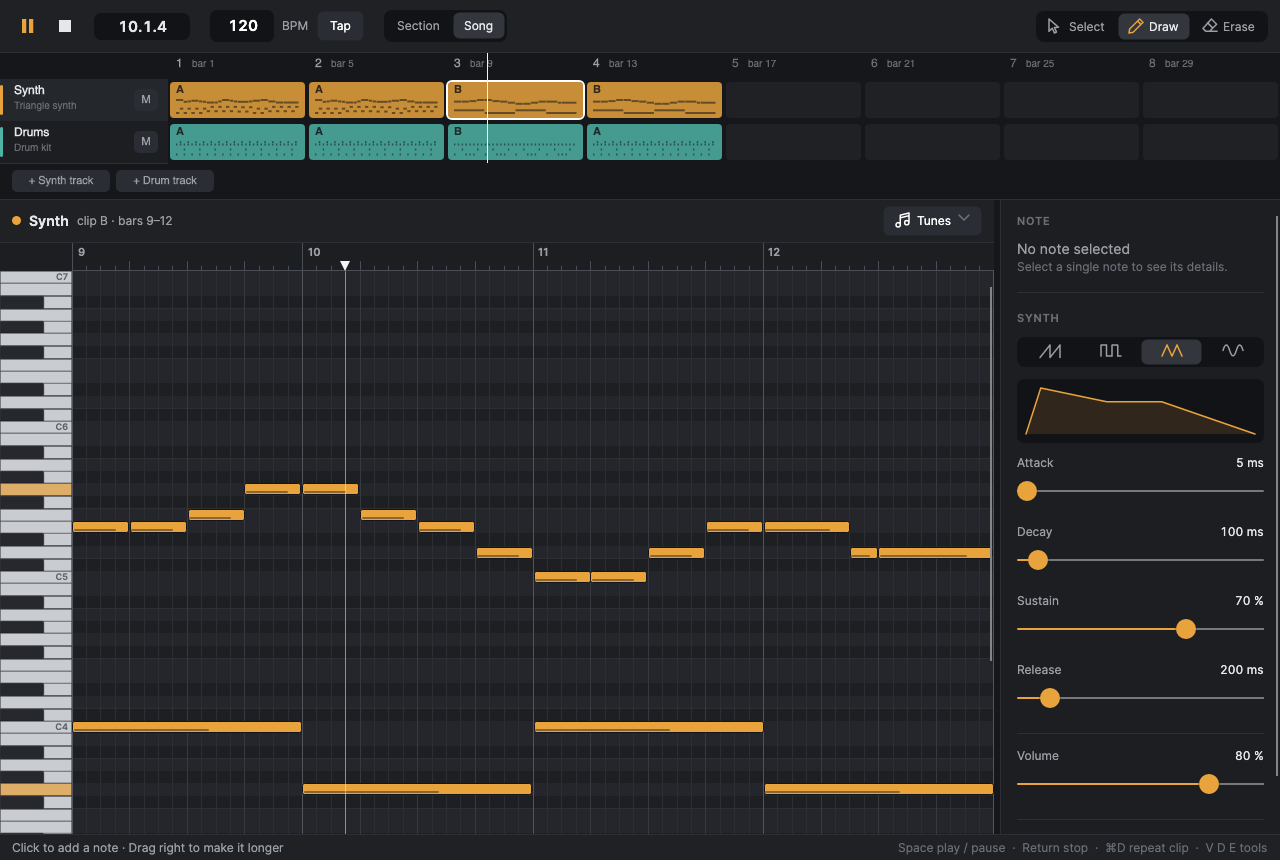 10.1.4 120 BPM Tap Section Song Select Draw Erase
1 bar 1 2 bar 5 3 bar 9 4 bar 13 5 bar 17 6 bar 21 7 bar 25 8 bar 29
Synth M A A B B
Triangle synth
Drums M A A B A
Drum kit
+ Synth track + Drum track
Synth clip B · bars 9–12 Tunes
9 10 11 12
C7
C6
C5
C4
NOTE
No note selected
Select a single note to see its details.
SYNTH
Attack 5 ms
Decay 100 ms
Sustain 70 %
Release 200 ms
Volume 80 %
Click to add a note · Drag right to make it longer Space play / pause · Return stop · ⌘D repeat clip · V D E tools